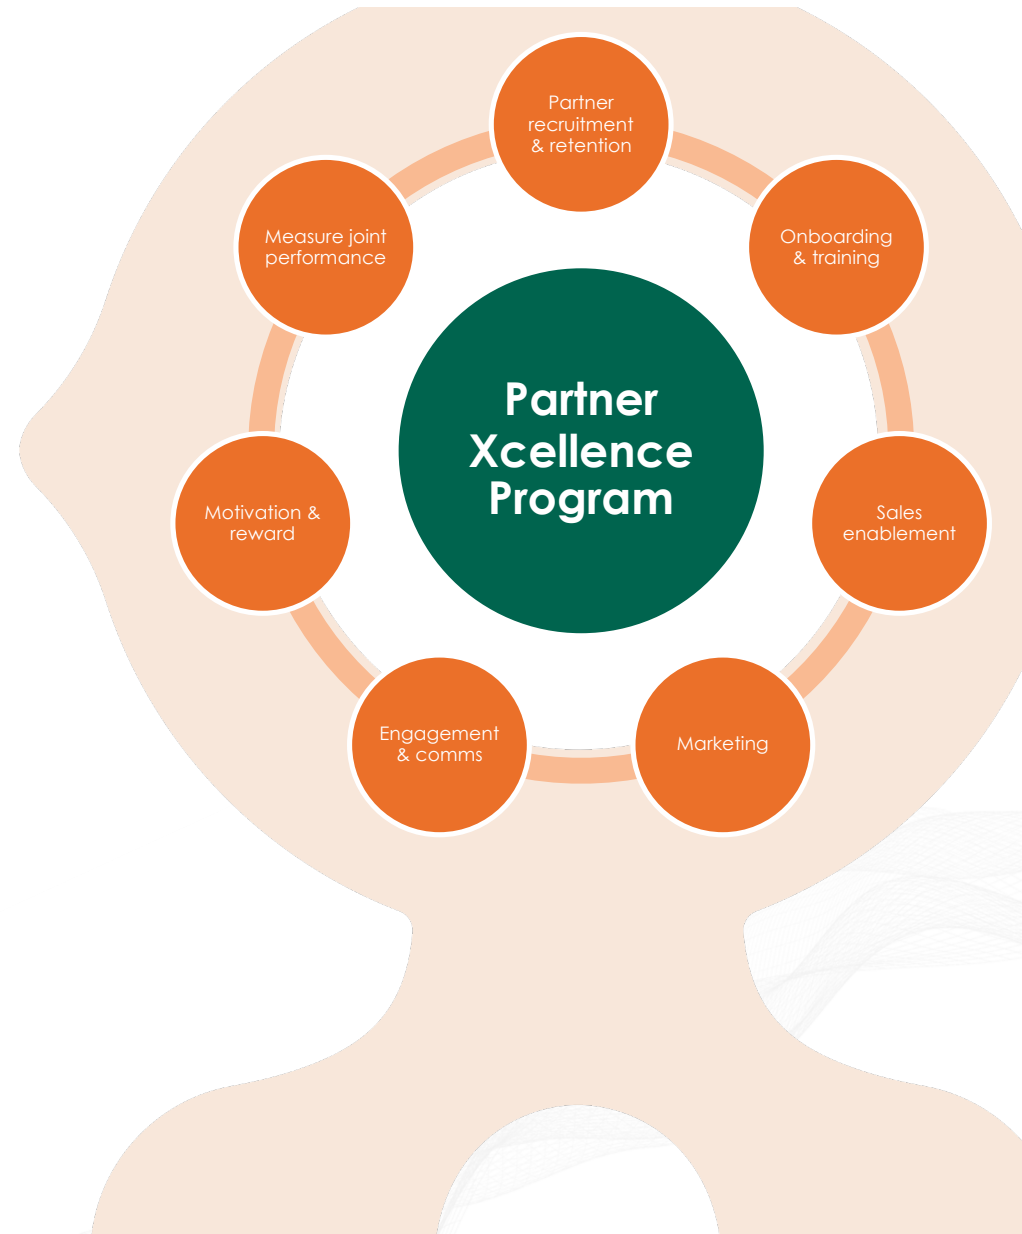 Partner
recruitment
& retention
Onboarding
& training
Sales
enablement
Marketing
Engagement
& comms
Motivation &
reward
Measure joint
performance
Partner
Xcellence
Program